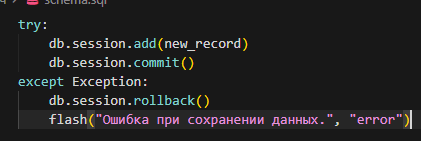 schema.sql
try:
    db.session.add(new_record)
    db.session.commit()
except Exception:
    db.session.rollback()
    flash("Ошибка при сохранении данных.", "error")